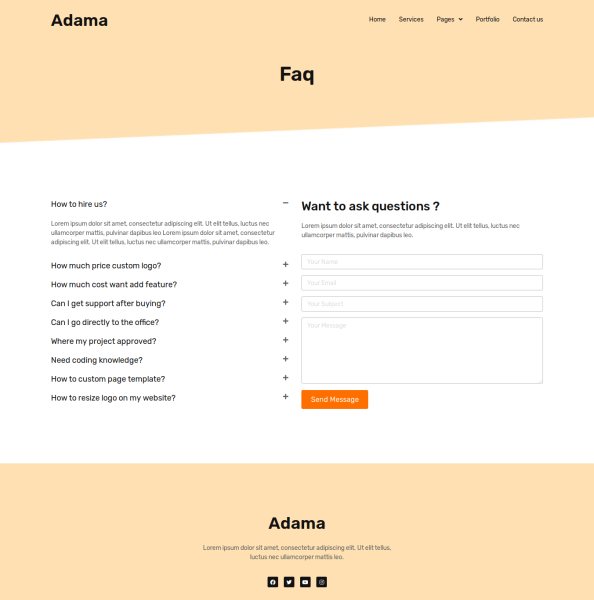 Adama
Home
Services
Pages
Portfolio
Contact us
Faq
How to hire us?
Lorem ipsum dolor sit amet, consectetur adipiscing elit. Ut elit tellus, luctus nec
ullamcorper mattis, pulvinar dapibus leo Lorem ipsum dolor sit amet, consectetur
adipiscing elit. Ut elit tellus, luctus nec ullamcorper mattis, pulvinar dapibus leo.
How much price custom logo?
How much cost want add feature?
Can I get support after buying?
Can I go directly to the office?
Where my project approved?
Need coding knowledge?
How to custom page template?
How to resize logo on my website?
Want to ask questions ?
Lorem ipsum dolor sit amet, consectetur adipiscing elit. Ut elit tellus, luctus nec
ullamcorper mattis, pulvinar dapibus leo.
Your Name
Your Email
Your Subject
Your Message
Send Message
Adama
Lorem ipsum dolor sit amet, consectetur adipiscing elit. Ut elit tellus,
luctus nec ullamcorper mattis leo.